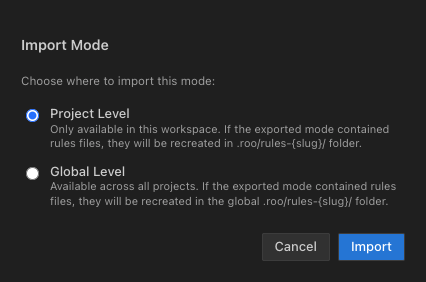 Import Mode
Choose where to import this mode:
Project Level
Only available in this workspace. If the exported mode contained
rules files, they will be recreated in .roo/rules-{slug}/ folder.
Global Level
Available across all projects. If the exported mode contained rules
files, they will be recreated in the global .roo/rules-{slug}/ folder.
Cancel
Import